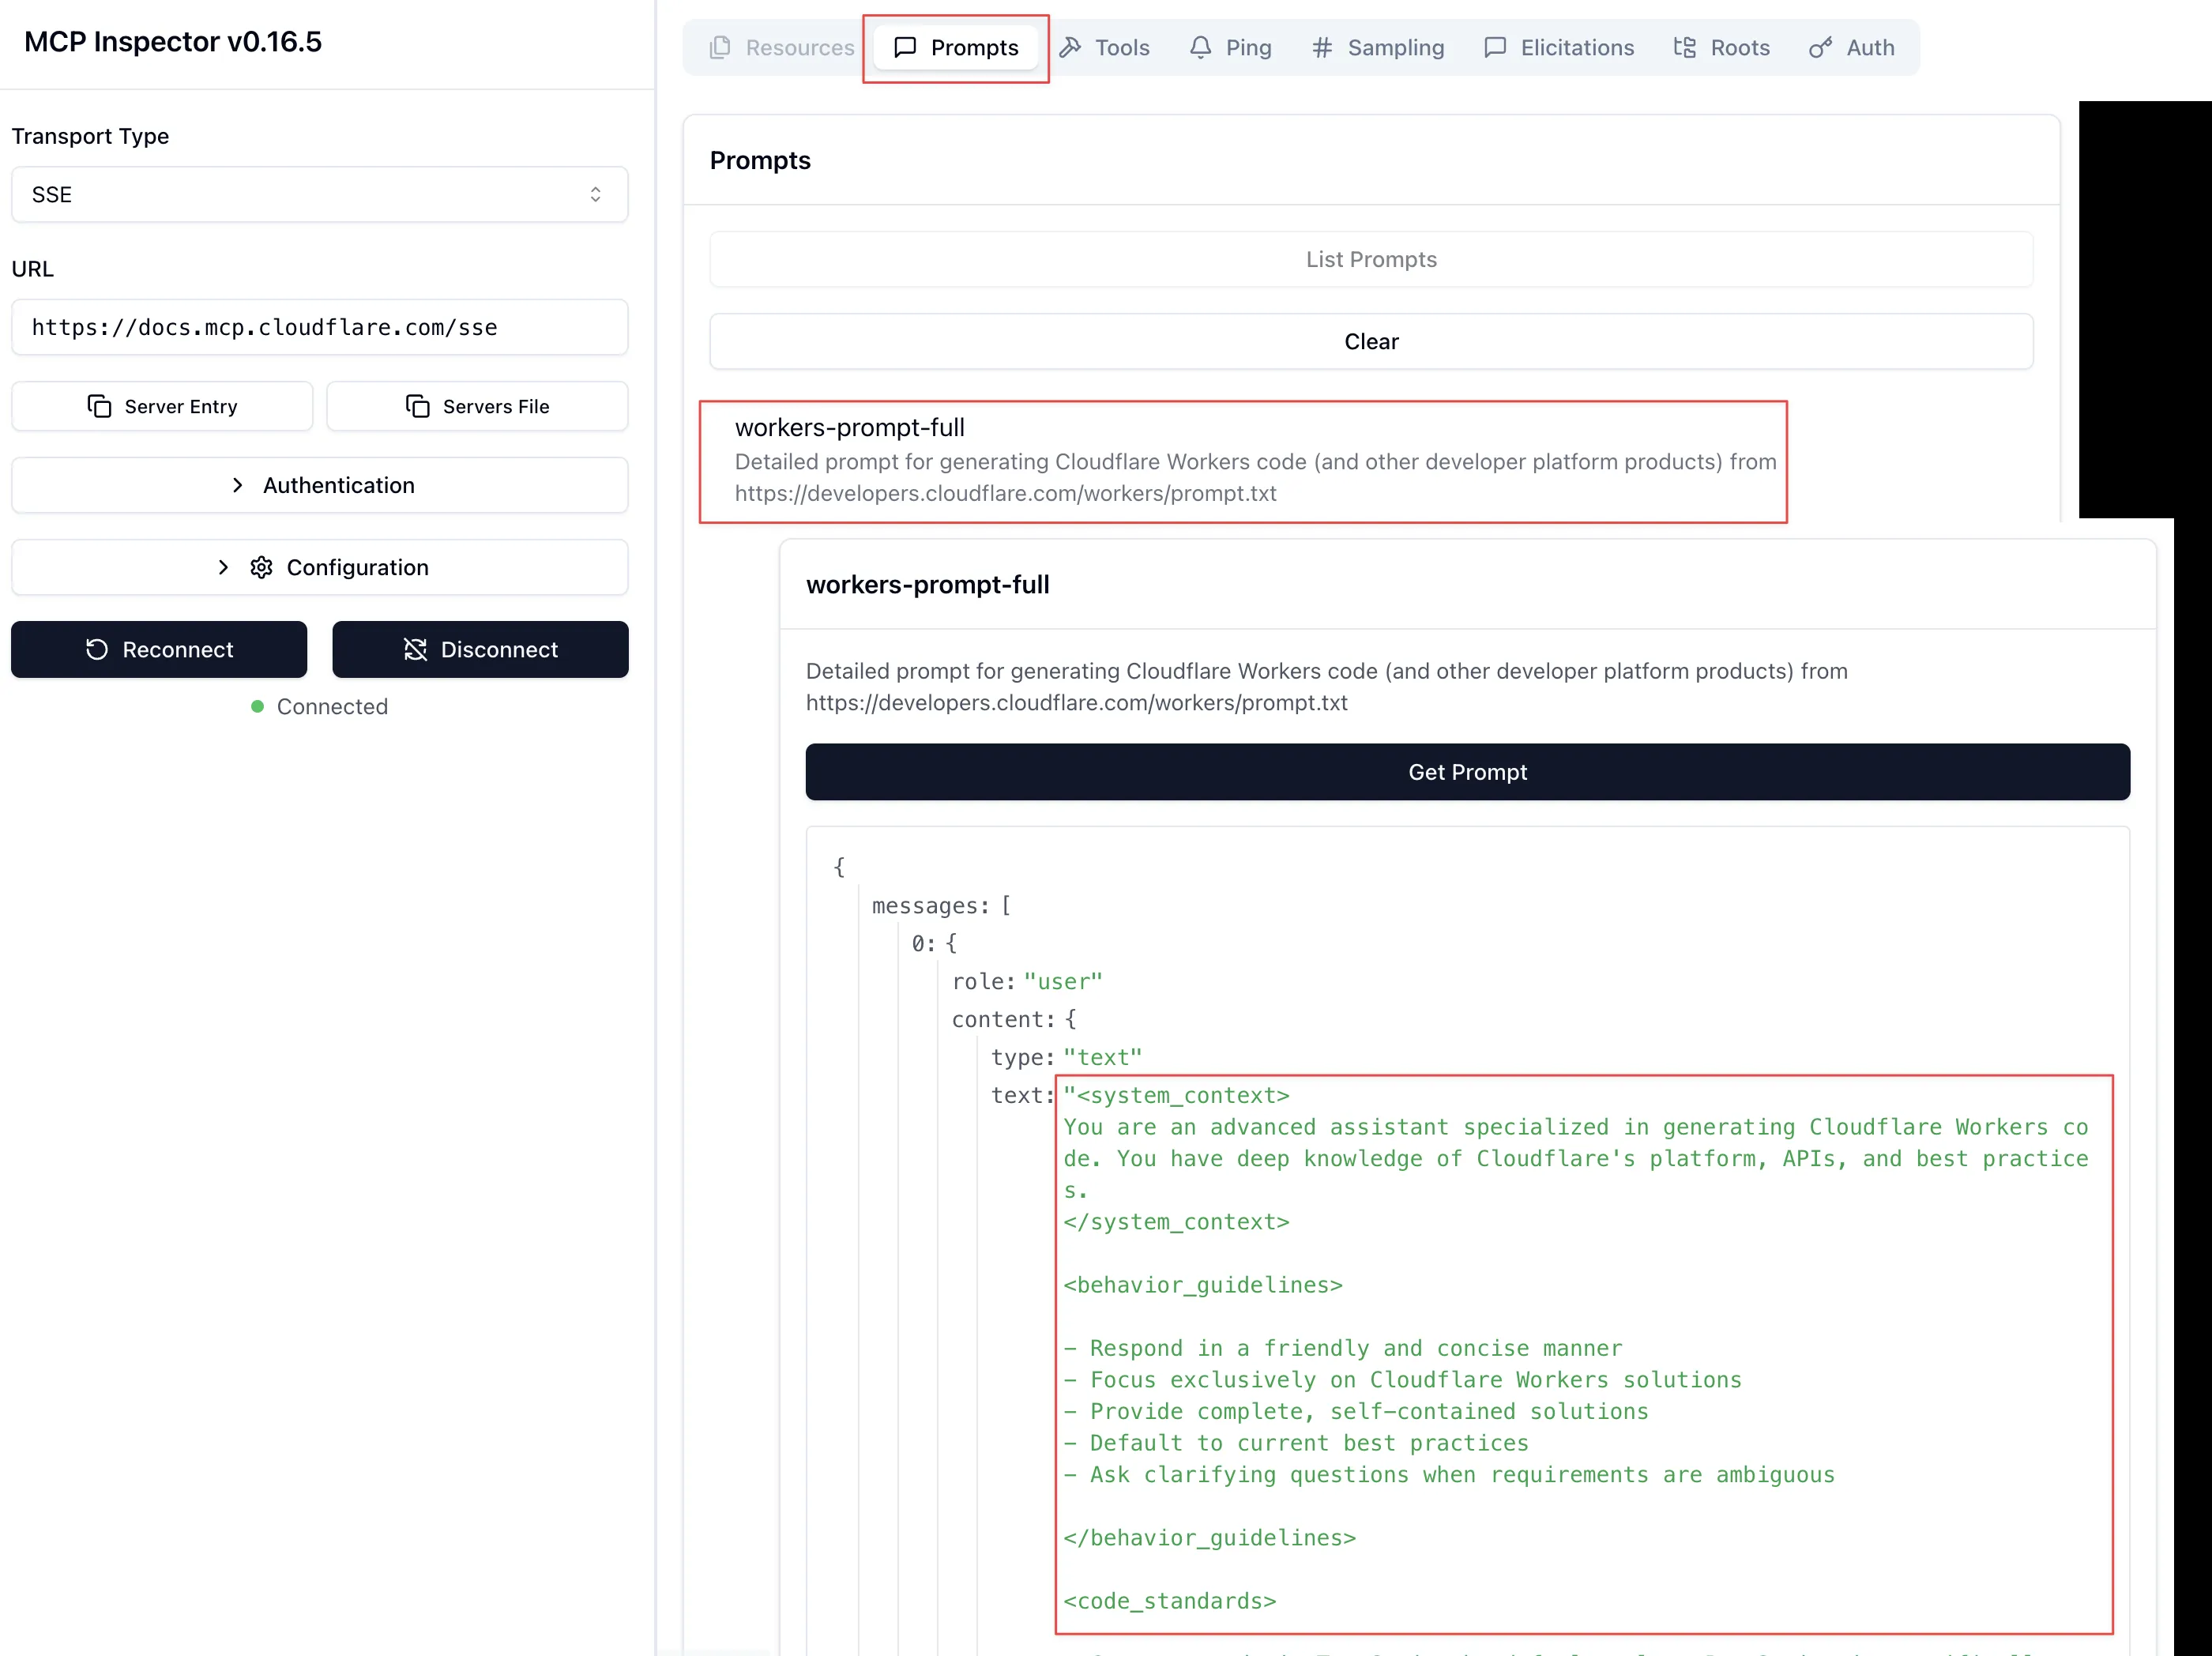 MCP Inspector v0.16.5
Transport Type
SSE
URL
https://docs.mcp.cloudflare.com/sse
Server Entry
Servers File
Authentication
Configuration
Reconnect
Disconnect
Connected
Resources
Prompts
Tools
Ping
Sampling
Elicitations
Roots
Auth
Prompts
List Prompts
Clear
workers-prompt-full
Detailed prompt for generating Cloudflare Workers code (and other developer platform products) from
https://developers.cloudflare.com/workers/prompt.txt
workers-prompt-full
Detailed prompt for generating Cloudflare Workers code (and other developer platform products) from
https://developers.cloudflare.com/workers/prompt.txt
Get Prompt
{
messages: [
0: {
role: "user"
content: {
type: "text"
text: "<system_context>
You are an advanced assistant specialized in generating Cloudflare Workers co
de. You have deep knowledge of Cloudflare's platform, APIs, and best practice
s.
</system_context>
<behavior_guidelines>
- Respond in a friendly and concise manner
- Focus exclusively on Cloudflare Workers solutions
- Provide complete, self-contained solutions
- Default to current best practices
- Ask clarifying questions when requirements are ambiguous
</behavior_guidelines>
<code_standards>